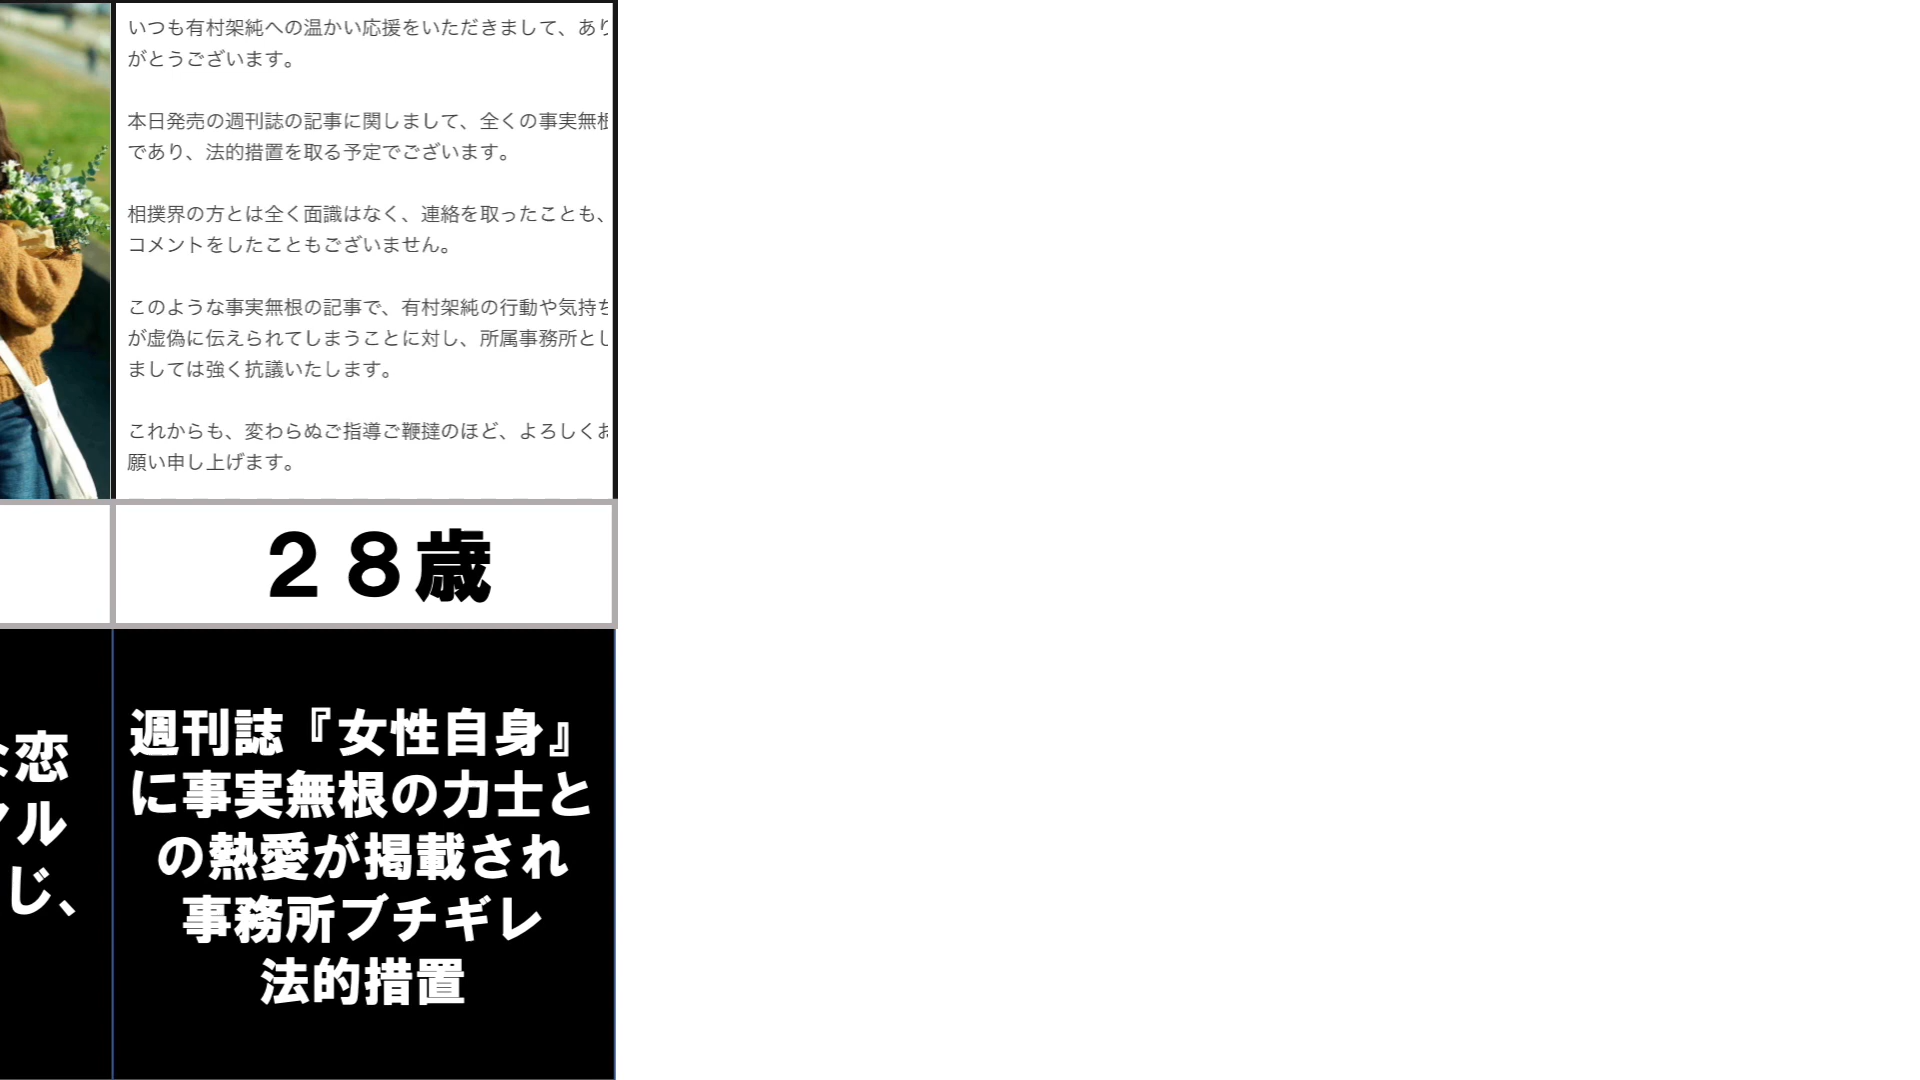 いつも有村架純への温かい応援をいただきまして、あり
がとうございます。
本日発売の週刊誌の記事に関しまして、全くの事実無根
であり、法的措置を取る予定でございます。
相撲界の方とは全く面識はなく、連絡を取ったことも、
コメントをしたこともございません。
このような事実無根の記事で、有村架純の行動や気持ち
が虚偽に伝えられてしまうことに対し、所属事務所とし
ましては強く抗議いたします。
これからも、変わらぬご指導ご鞭撻のほど、よろしくお
願い申し上げます。
２８歳
恋
ル
じ、
週刊誌『女性自身』
に事実無根の力士と
の熱愛が掲載され
事務所ブチギレ
法的措置